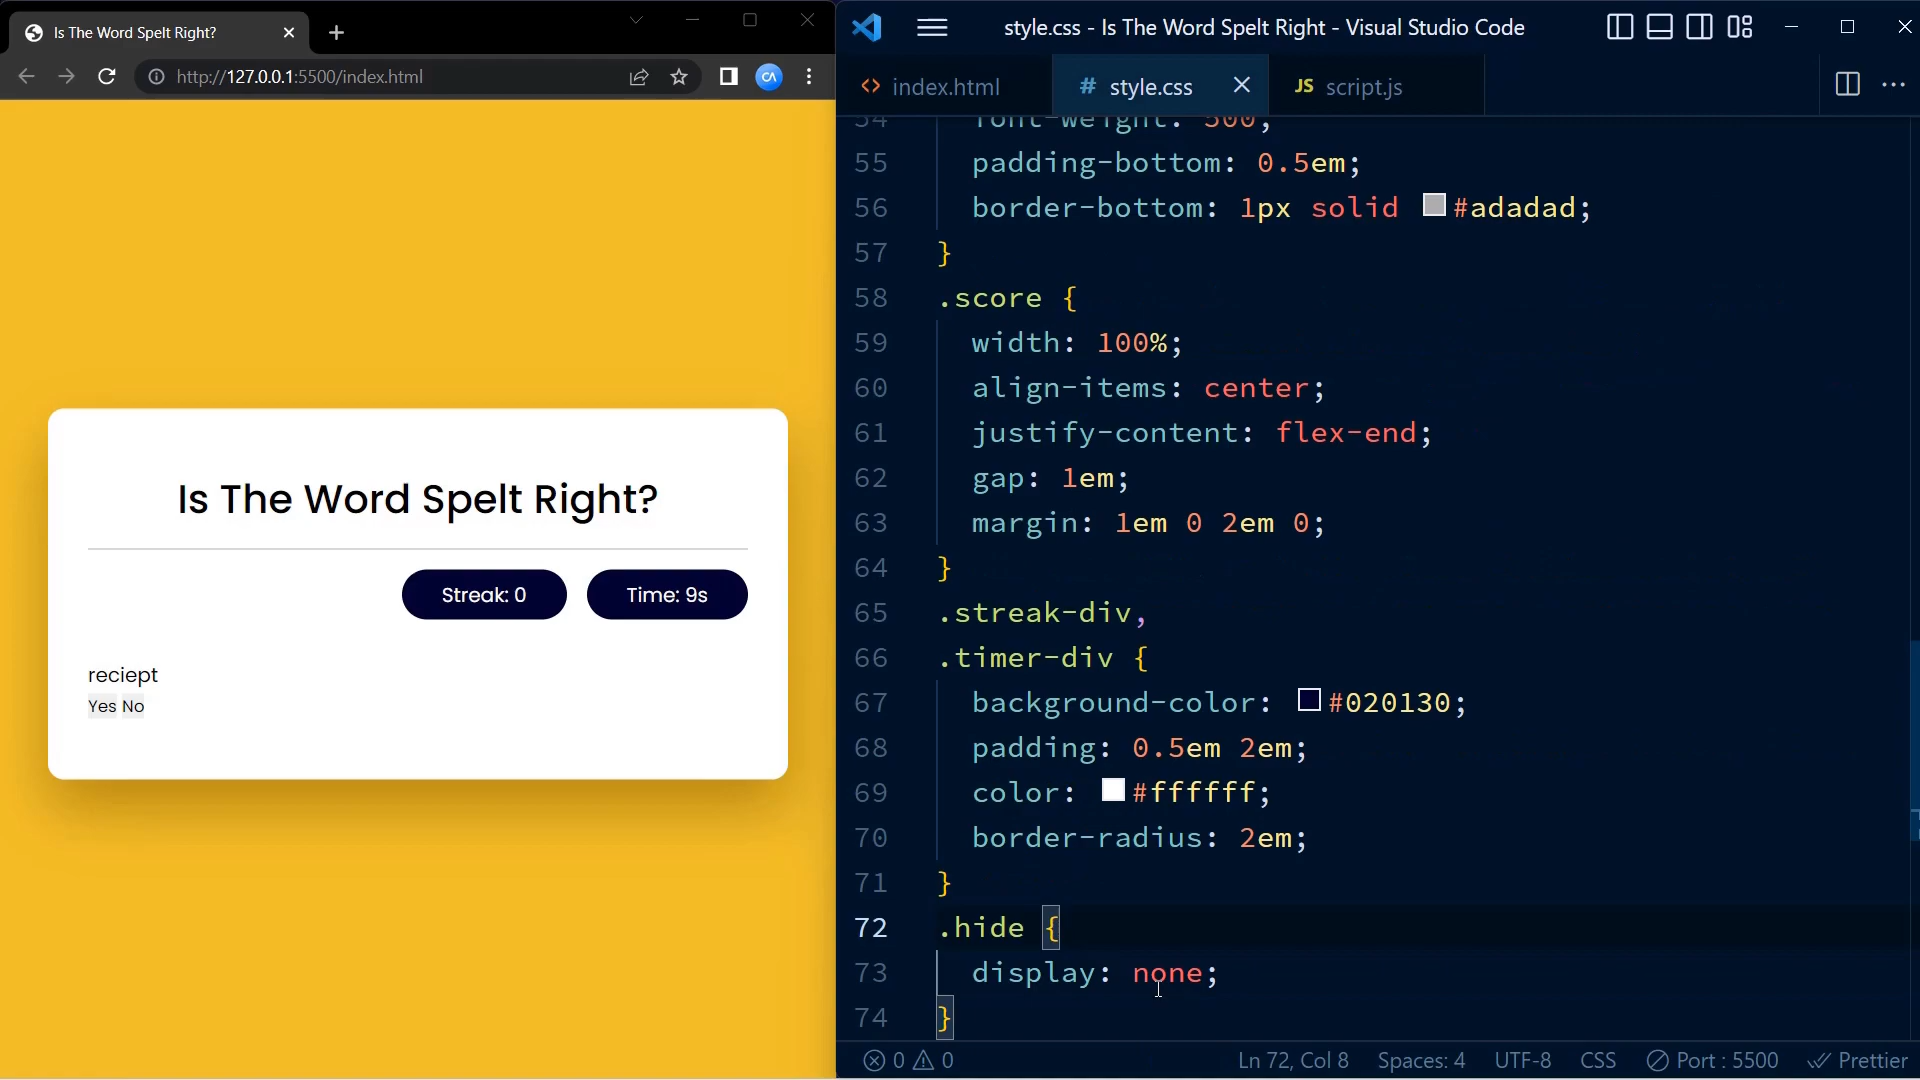 Is The Word Spelt Right?
http://127.0.0.1:5500/index.html
CA
Is The Word Spelt Right?
Streak: 0
Time: 9s
reciept
Yes No
style.css - Is The Word Spelt Right - Visual Studio Code
<> index.html
# style.css
JS script.js
54 font-weight: 500;
55 padding-bottom: 0.5em;
56 border-bottom: 1px solid #adadad;
57 }
58 .score {
59 width: 100%;
60 align-items: center;
61 justify-content: flex-end;
62 gap: 1em;
63 margin: 1em 0 2em 0;
64 }
65 .streak-div,
66 .timer-div {
67 background-color: #020130;
68 padding: 0.5em 2em;
69 color: #ffffff;
70 border-radius: 2em;
71 }
72 .hide {
73 display: none;
74 }
0 0 Ln 72, Col 8 Spaces: 4 UTF-8 CSS Port : 5500 Prettier